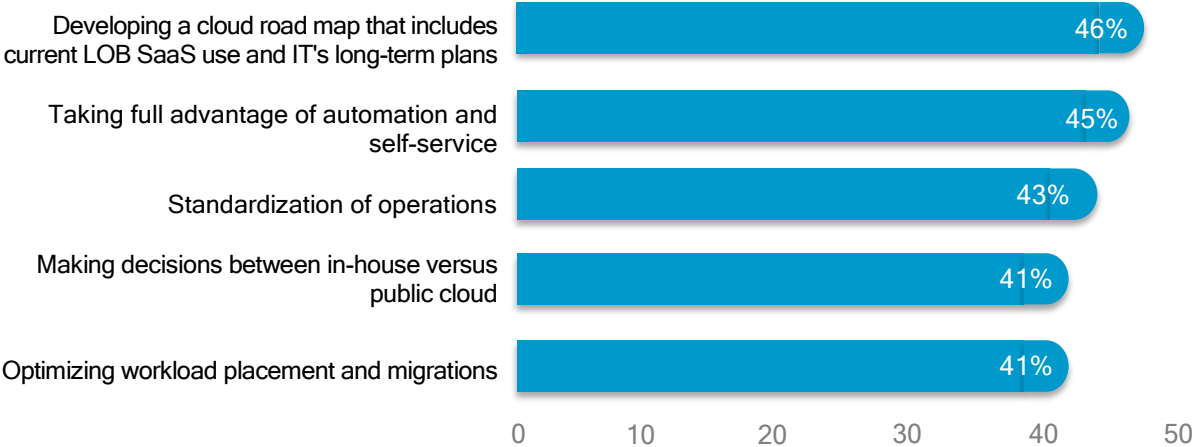 Developing a cloud road map that includes
current LOB SaaS use and IT's long-term plans
46%
Taking full advantage of automation and
self-service
45%
Standardization of operations
43%
Making decisions between in-house versus
public cloud
41%
Optimizing workload placement and migrations
41%
0 10 20 30 40 50